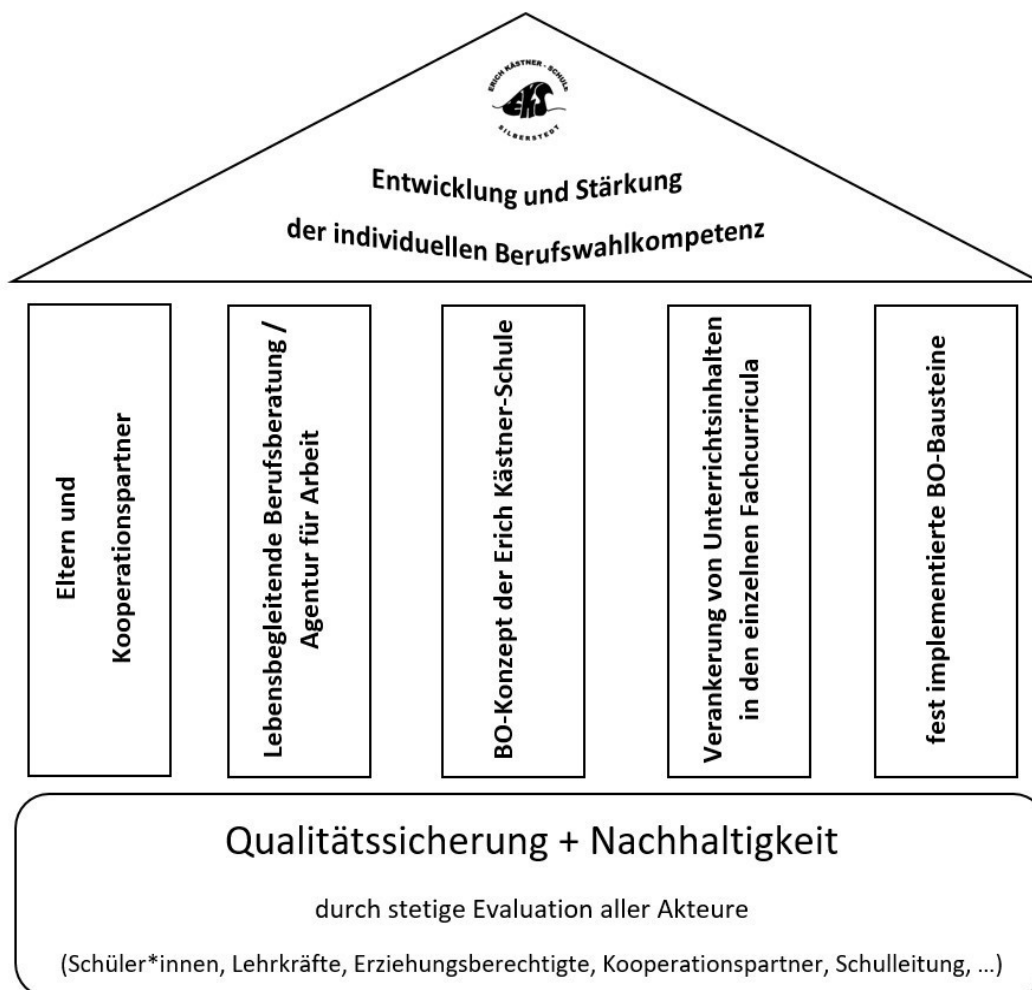 ERICH KÄSTNER - SCHULE
EKS
SILBERSTEDT
Entwicklung und Stärkung
der individuellen Berufswahlkompetenz
Eltern und
Kooperationspartner
Lebensbegleitende Berufsberatung /
Agentur für Arbeit
BO-Konzept der Erich Kästner-Schule
Verankerung von Unterrichtsinhalten
in den einzelnen Fachcurricula
fest implementierte BO-Bausteine
Qualitätssicherung + Nachhaltigkeit
durch stetige Evaluation aller Akteure
(Schüler*innen, Lehrkräfte, Erziehungsberechtigte, Kooperationspartner, Schulleitung, ...)